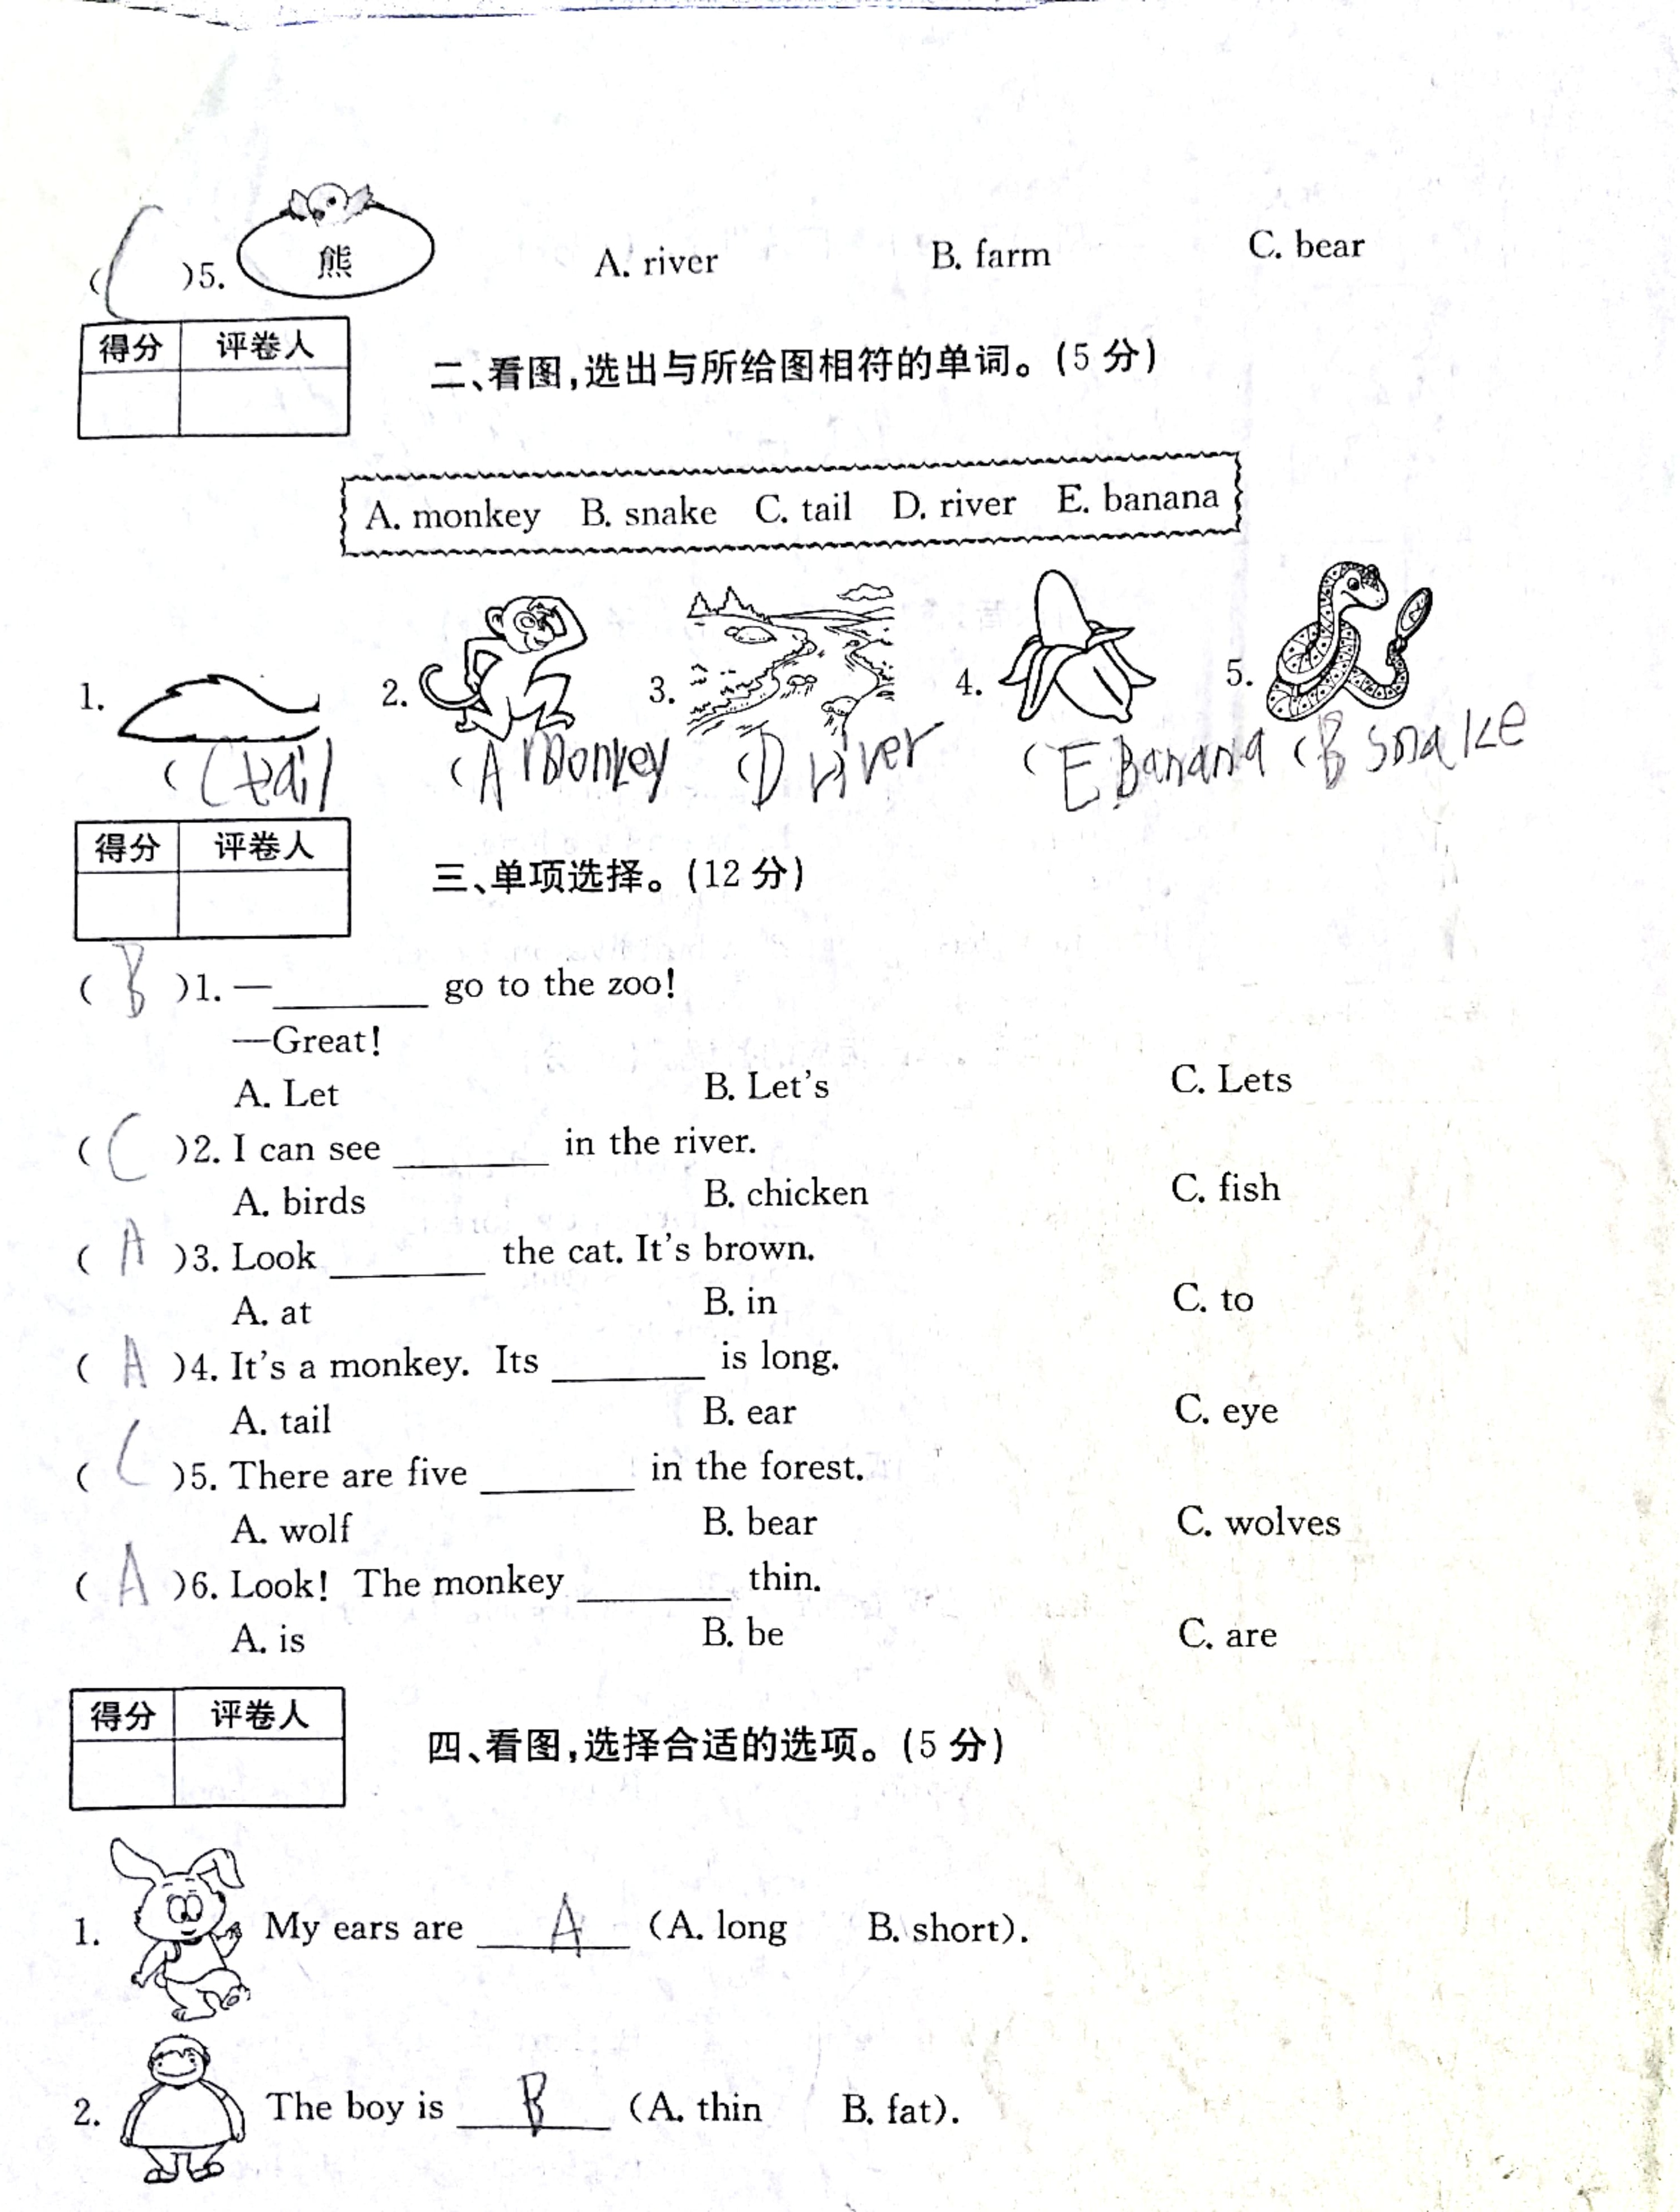 ( C )5. 熊 A. river B. farm C. bear
得分 评卷人
二、看图,选出与所给图相符的单词。(5 分)
A. monkey B. snake C. tail D. river E. banana
1. 2. 3. 4. 5.
( C tail ( A monkey ( D river ( E Banana ( B snake
得分 评卷人
三、单项选择。(12 分)
( B )1. —________ go to the zoo!
—Great!
A. Let B. Let's C. Lets
( C )2. I can see ________ in the river.
A. birds B. chicken C. fish
( A )3. Look ________ the cat. It's brown.
A. at B. in C. to
( A )4. It's a monkey. Its ________ is long.
A. tail B. ear C. eye
( C )5. There are five ________ in the forest.
A. wolf B. bear C. wolves
( A )6. Look! The monkey ________ thin.
A. is B. be C. are
得分 评卷人
四、看图,选择合适的选项。(5 分)
1. My ears are A (A. long B. short).
2. The boy is B (A. thin B. fat).